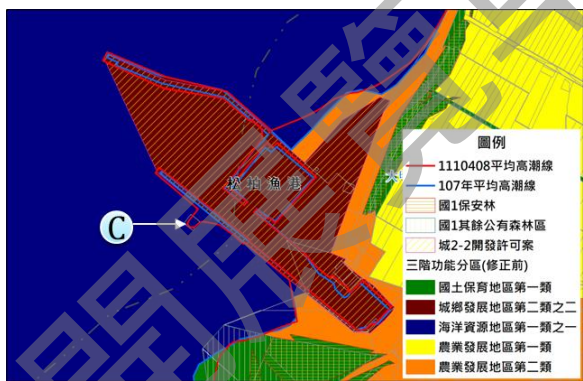 松柏漁港
C
圖例
1110408平均高潮線
107年平均高潮線
國1保安林
國1其餘公有森林區
城2-2開發許可案
三階功能分區(修正前)
國土保育地區第一類
城鄉發展地區第二類之二
海洋資源地區第一類之一
農業發展地區第一類
農業發展地區第二類